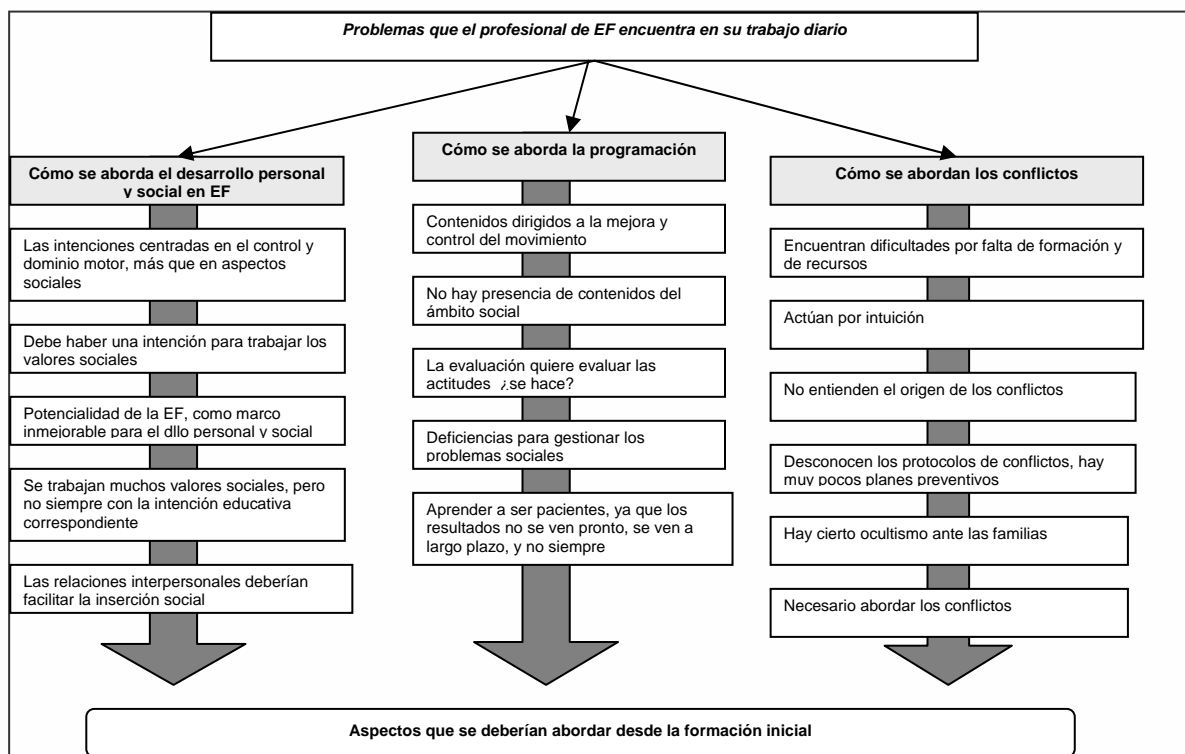 Problemas que el profesional de EF encuentra en su trabajo diario
Cómo se aborda el desarrollo personal
y social en EF
Las intenciones centradas en el control y
dominio motor, más que en aspectos
sociales
Debe haber una intención para trabajar los
valores sociales
Potencialidad de la EF, como marco
inmejorable para el dllo personal y social
Se trabajan muchos valores sociales, pero
no siempre con la intención educativa
correspondiente
Las relaciones interpersonales deberían
facilitar la inserción social
Cómo se aborda la programación
Contenidos dirigidos a la mejora y
control del movimiento
No hay presencia de contenidos del
ámbito social
La evaluación quiere evaluar las
actitudes ¿se hace?
Deficiencias para gestionar los
problemas sociales
Aprender a ser pacientes, ya que los
resultados no se ven pronto, se ven a
largo plazo, y no siempre
Cómo se abordan los conflictos
Encuentran dificultades por falta de formación y
de recursos
Actúan por intuición
No entienden el origen de los conflictos
Desconocen los protocolos de conflictos, hay
muy pocos planes preventivos
Hay cierto ocultismo ante las familias
Necesario abordar los conflictos
Aspectos que se deberían abordar desde la formación inicial